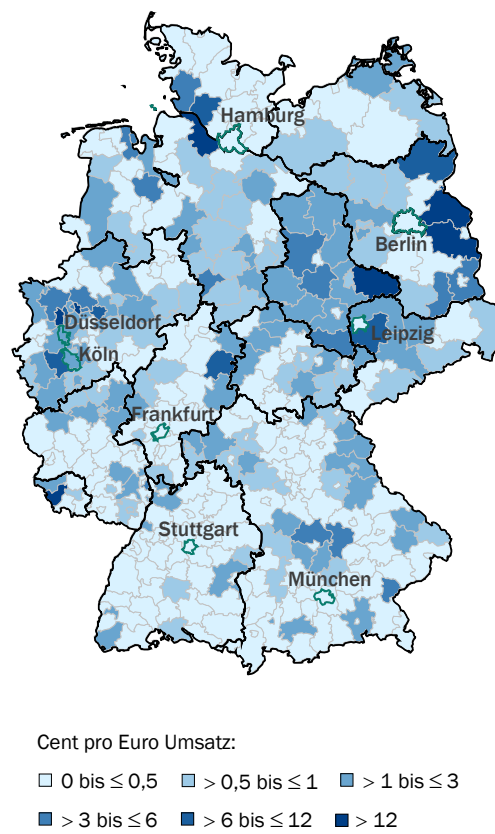 Hamburg
Berlin
Düsseldorf
Leipzig
Köln
Frankfurt
Stuttgart
München
Cent pro Euro Umsatz:
0 bis ≤ 0,5 > 0,5 bis ≤ 1 > 1 bis ≤ 3
> 3 bis ≤ 6 > 6 bis ≤ 12 > 12